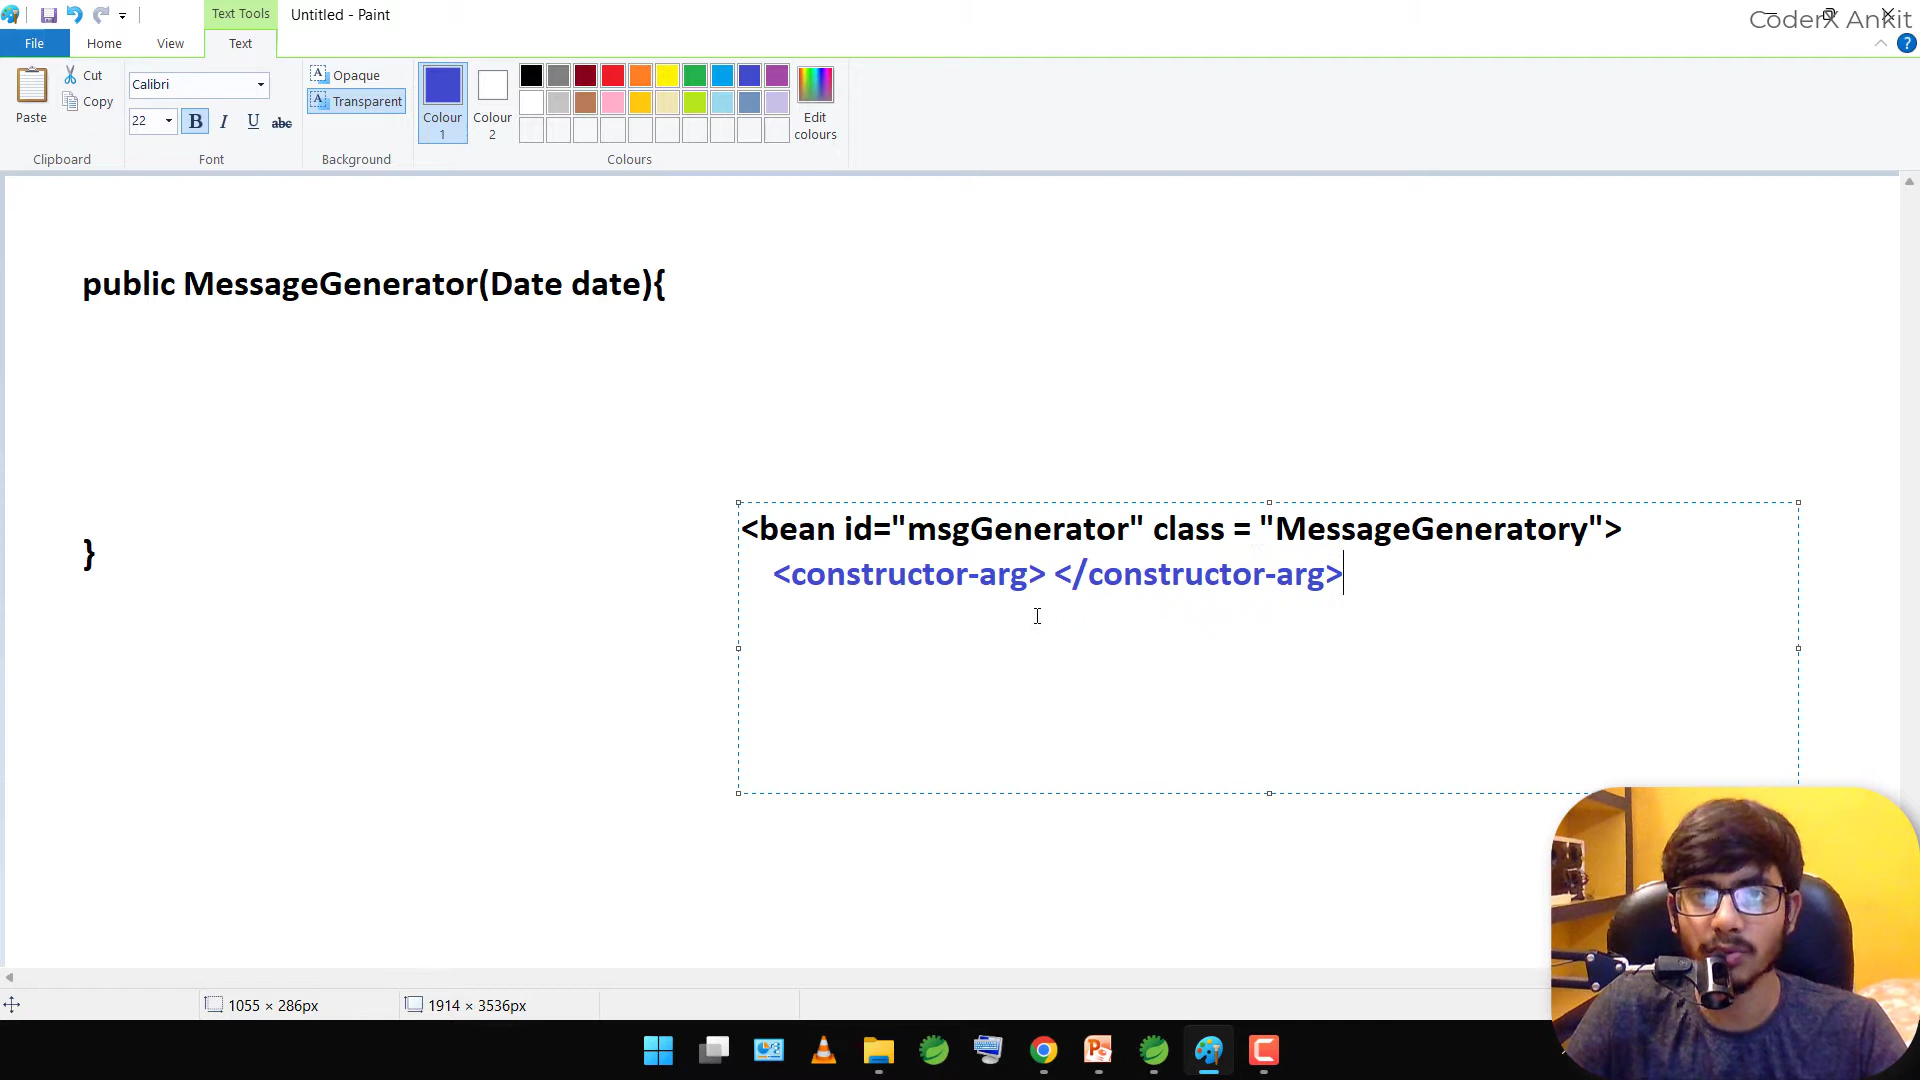 Text Tools
Untitled - Paint
CoderX Ankit
File
Home
View
Text
Paste
Cut
Copy
Clipboard
Calibri
22
B I U abc
Font
Opaque
Transparent
Background
Colour 1
Colour 2
Edit colours
Colours
public MessageGenerator(Date date){
}
<bean id="msgGenerator" class = "MessageGeneratory">
<constructor-arg> </constructor-arg>
1055 × 286px
1914 × 3536px